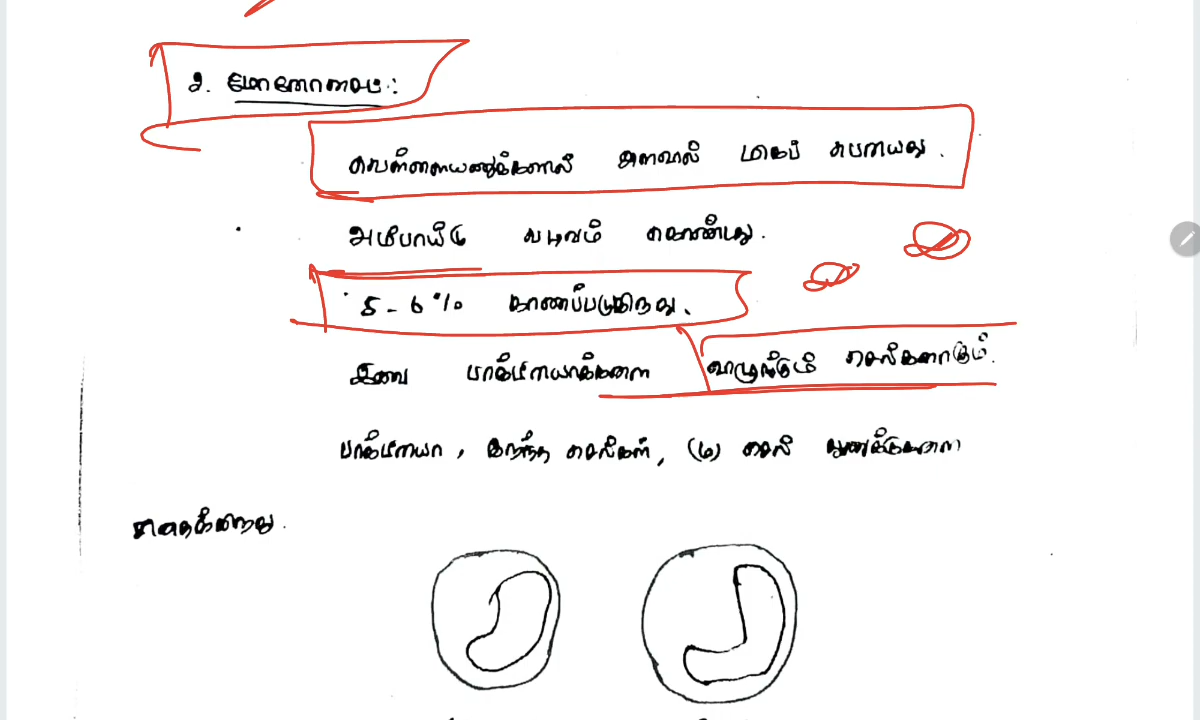 2. மோனோசைட் :
வெள்ளையணுக்களால் அளவில் மிகப் பெரியது .
அமீபாய்டு வடிவம் கொண்டது.
5 - 6% காணப்படுகிறது .
இவை பாக்டீரியாக்களை விழுங்கும் செல்களாகும்.
பாக்டீரியா , இறந்த செல்கள் , (ம) செல் துணுக்குகளை
சிதைக்கிறது .